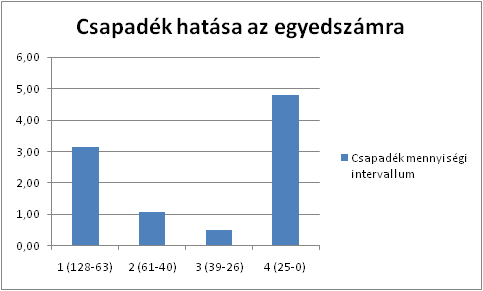 Csapadék hatása az egyedszámra
6,00
5,00
4,00
3,00
2,00
1,00
0,00
1 (128-63) 2 (61-40) 3 (39-26) 4 (25-0)
Csapadék mennyiségi
intervallum